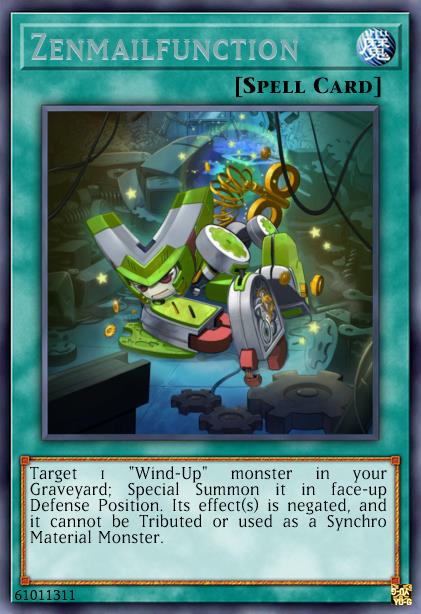 Zenmailfunction
魔
[Spell Card]
Target 1 "Wind-Up" monster in your
Graveyard; Special Summon it in face-up
Defense Position. Its effect(s) is negated, and
it cannot be Tributed or used as a Synchro
Material Monster.
61011311